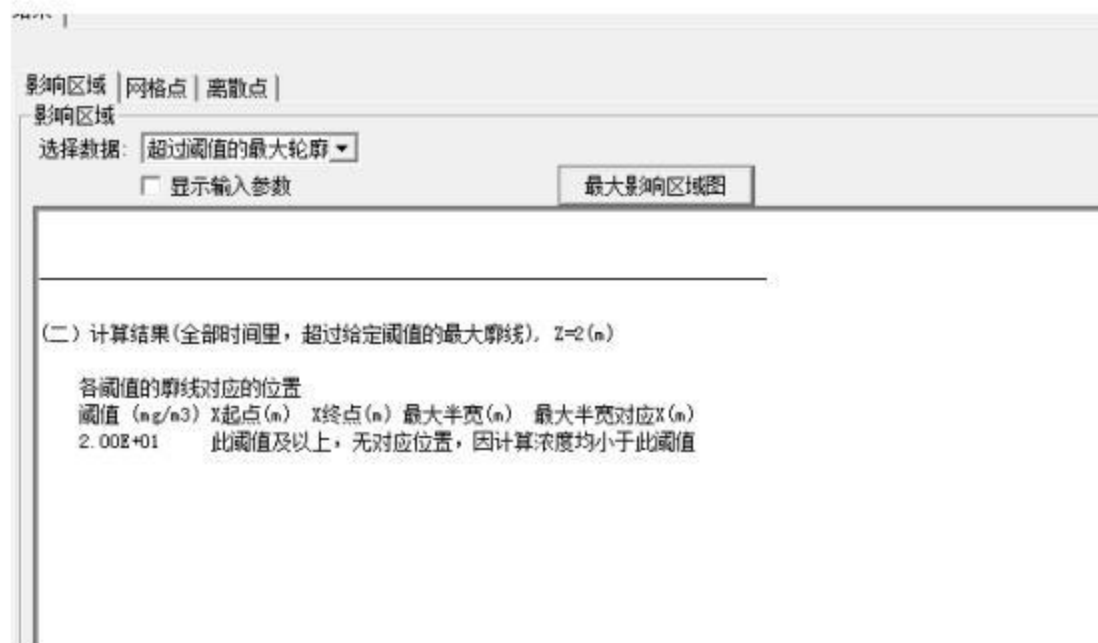 影响区域 网格点 离散点
影响区域
选择数据: 超过阈值的最大轮廓
显示输入参数 最大影响区域图
(二) 计算结果(全部时间里，超过给定阈值的最大廓线), Z=2(m)
各阈值的廓线对应的位置
阈值 (mg/m3) X起点(m) X终点(m) 最大半宽(m) 最大半宽对应X(m)
2.00E+01 此阈值及以上，无对应位置，因计算浓度均小于此阈值